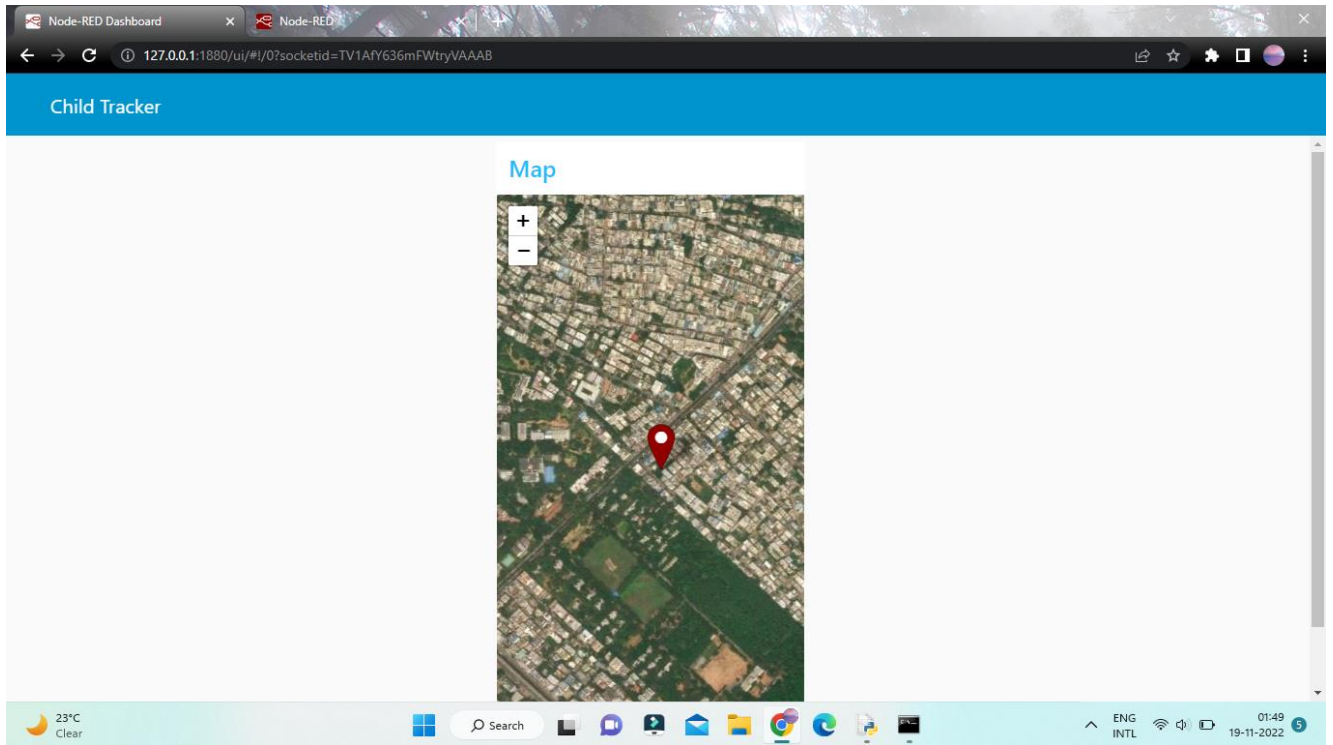 Node-RED Dashboard
Node-RED
127.0.0.1:1880/ui/#!/0?socketid=TV1AfY636mFWtryVAAAB
Child Tracker
Map
+
−
23°C
Clear
Search
ENG
INTL
01:49
19-11-2022
5